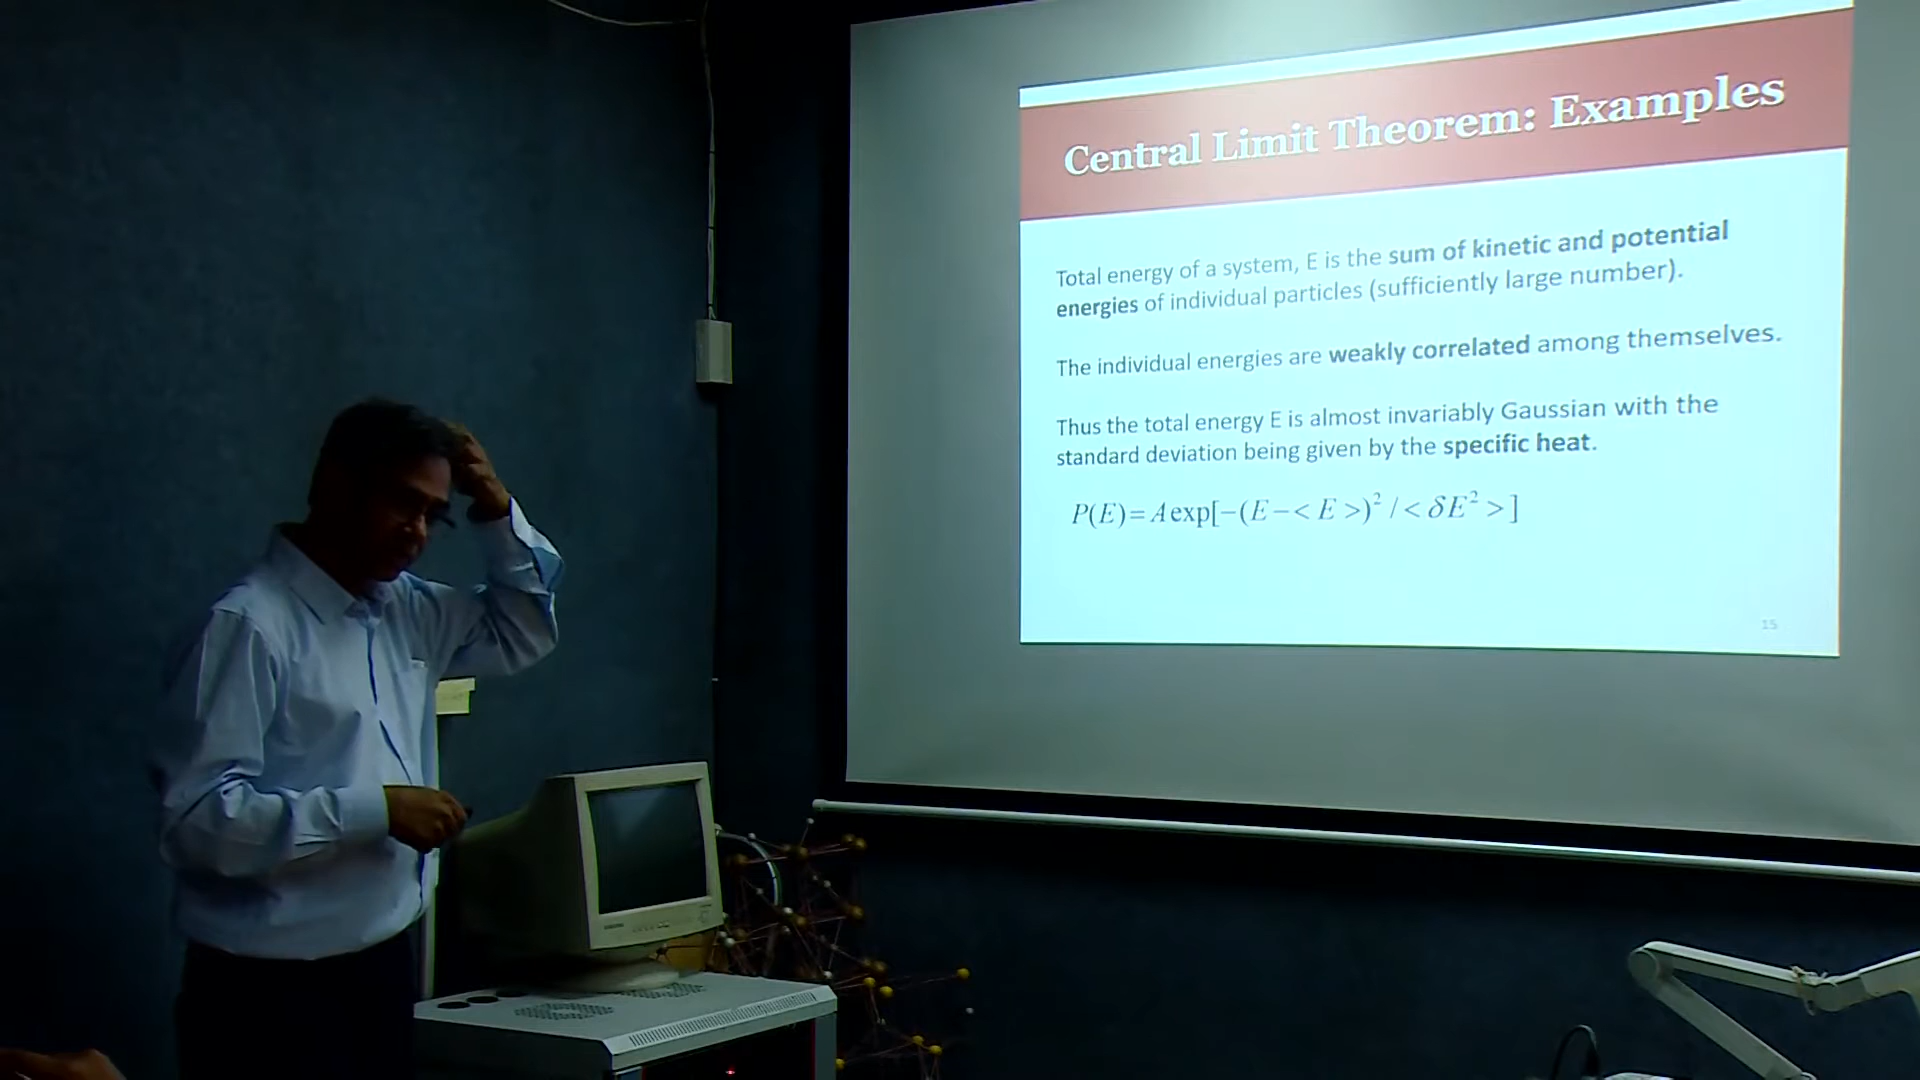 Central Limit Theorem: Examples
Total energy of a system, E is the sum of kinetic and potential
energies of individual particles (sufficiently large number).
The individual energies are weakly correlated among themselves.
Thus the total energy E is almost invariably Gaussian with the
standard deviation being given by the specific heat.
P(E)=A exp[-(E-<E>)² /<δE²>]
15